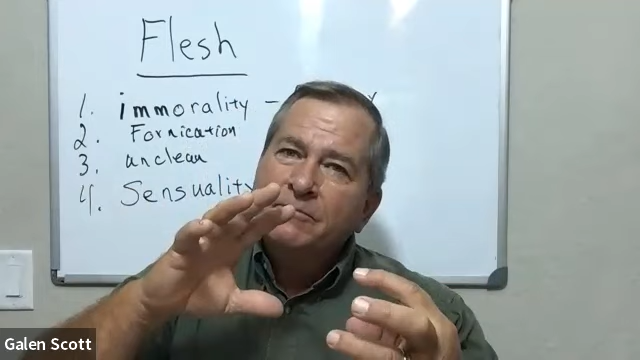 Flesh
1. immorality -
2. Fornication
3. unclean
4. Sensuality
Galen Scott